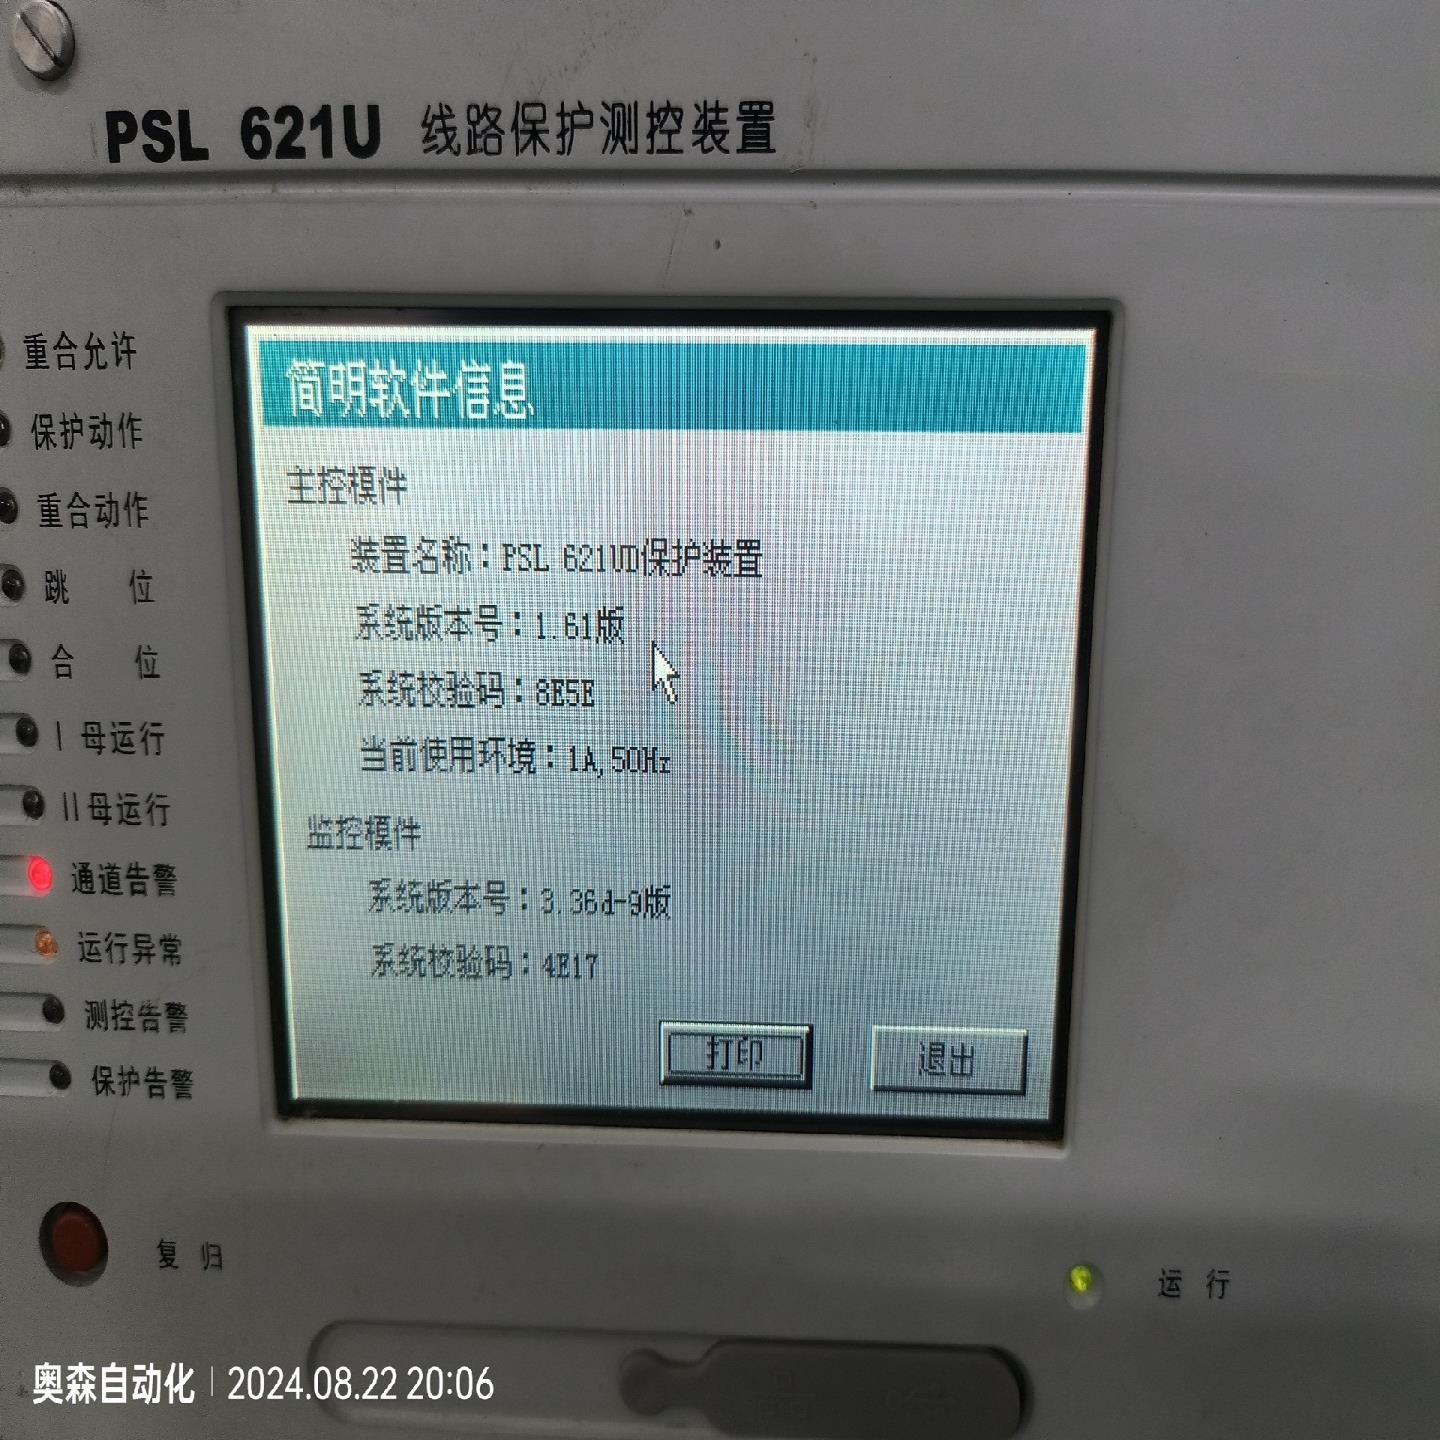 PSL 621U 线路保护测控装置
重合允许
保护动作
重合动作
跳 位
合 位
I 母运行
II 母运行
通道告警
运行异常
测控告警
保护告警
简明软件信息
主控模件
装置名称：PSL 621UD保护装置
系统版本号：1.61版
系统校验码：8E5E
当前使用环境：1A,50Hz
监控模件
系统版本号：3.36d-9版
系统校验码：4E17
打印
退出
复 归
运 行
奥森自动化 | 2024.08.22 20:06